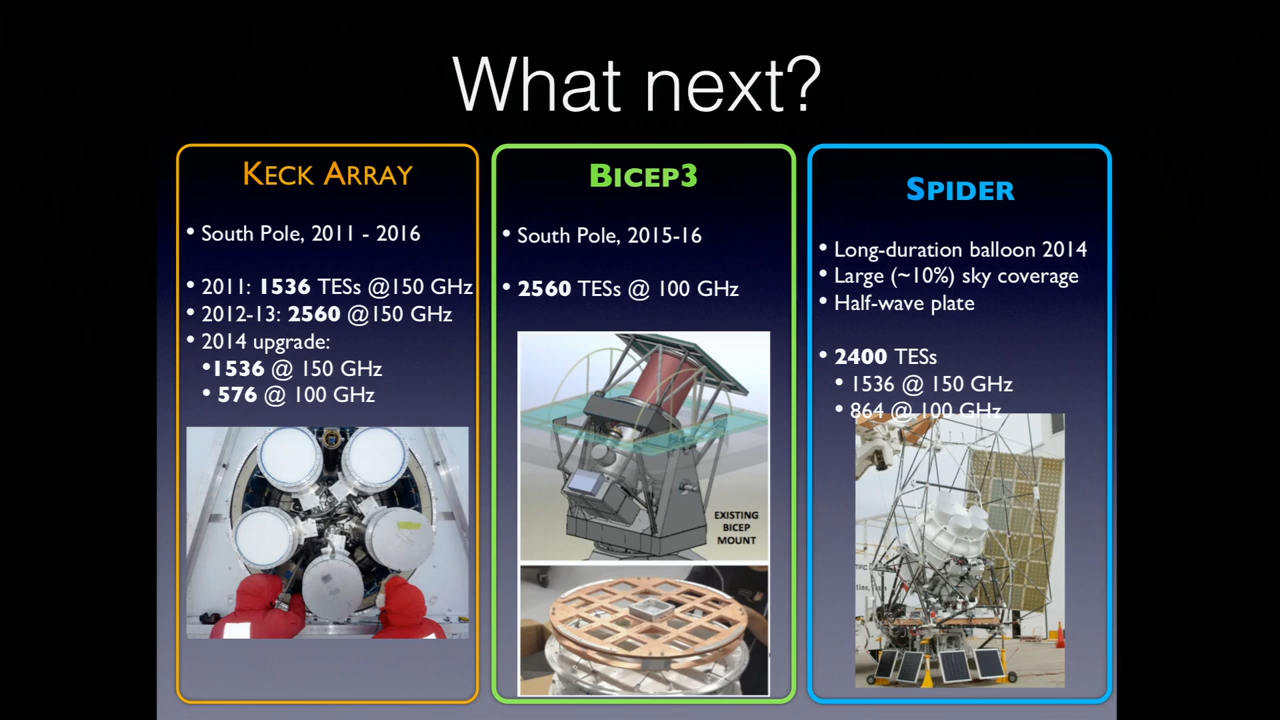 What next?
KECK ARRAY
• South Pole, 2011 - 2016
• 2011: 1536 TESs @150 GHz
• 2012-13: 2560 @150 GHz
• 2014 upgrade:
•1536 @ 150 GHz
• 576 @ 100 GHz
BICEP3
• South Pole, 2015-16
• 2560 TESs @ 100 GHz
EXISTING
BICEP
MOUNT
SPIDER
• Long-duration balloon 2014
• Large (~10%) sky coverage
• Half-wave plate
• 2400 TESs
• 1536 @ 150 GHz
• 864 @ 100 GHz